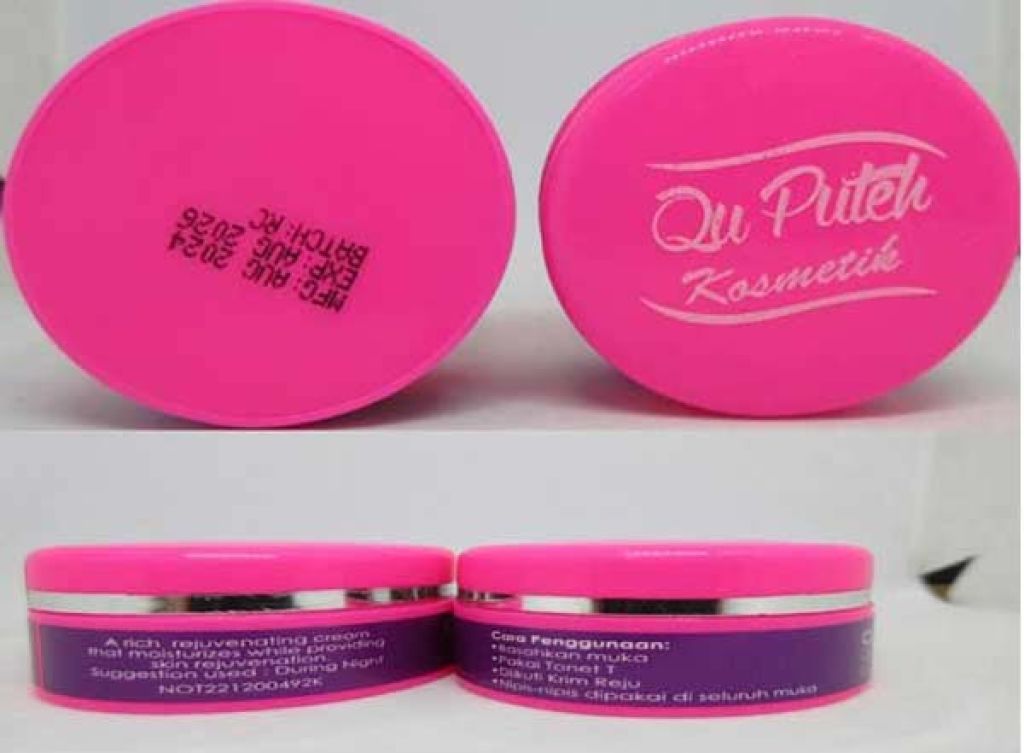 MFG: AUG 2024
EXP: AUG 2026
BATCH: RC
Qu Puteh
Kosmetik
A rich rejuvenating cream
that moisturizes while providing
skin rejuvenation.
Suggestion used : During Night
NOT221200492K
Cara Penggunaan:
•Basahkan muka
•Pakai Tanet T
•Diikuti Krim Reju
•Nipis-nipis dipakai di seluruh muka